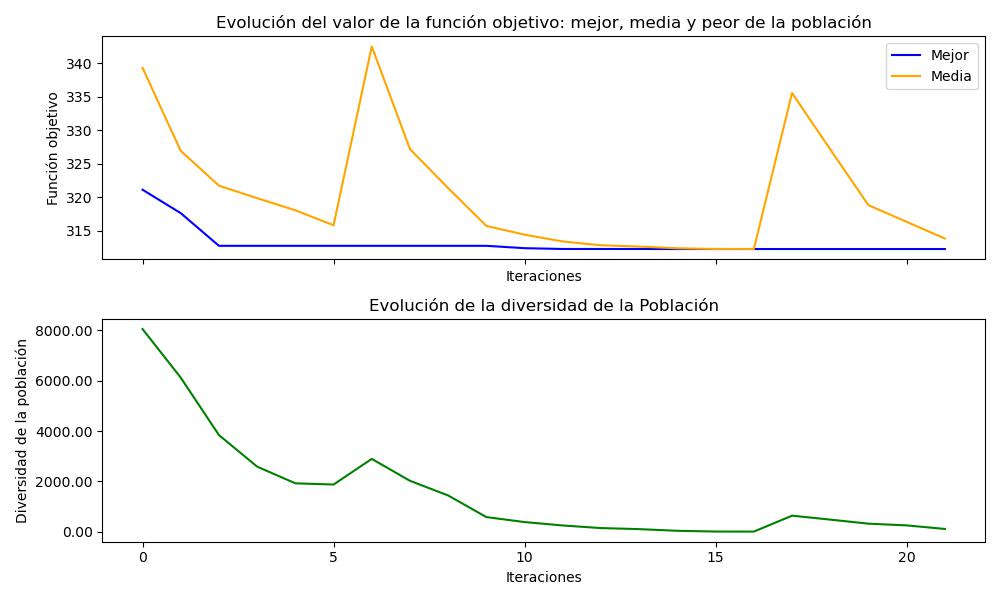 Evolución del valor de la función objetivo: mejor, media y peor de la población
Función objetivo
340
335
330
325
320
315
Mejor
Media
Iteraciones
Evolución de la diversidad de la Población
Diversidad de la población
8000.00
6000.00
4000.00
2000.00
0.00
0 5 10 15 20
Iteraciones